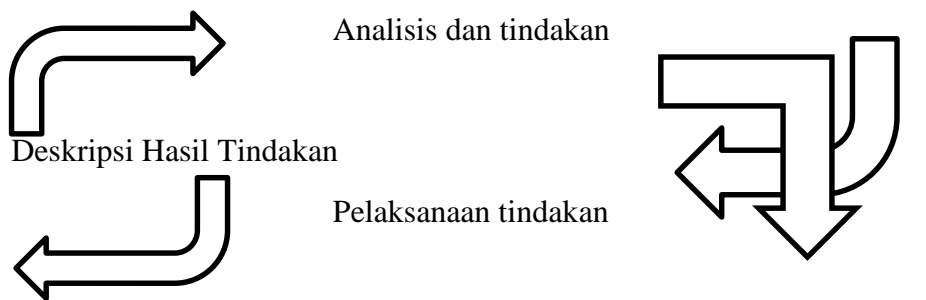 Analisis dan tindakan
Deskripsi Hasil Tindakan
Pelaksanaan tindakan